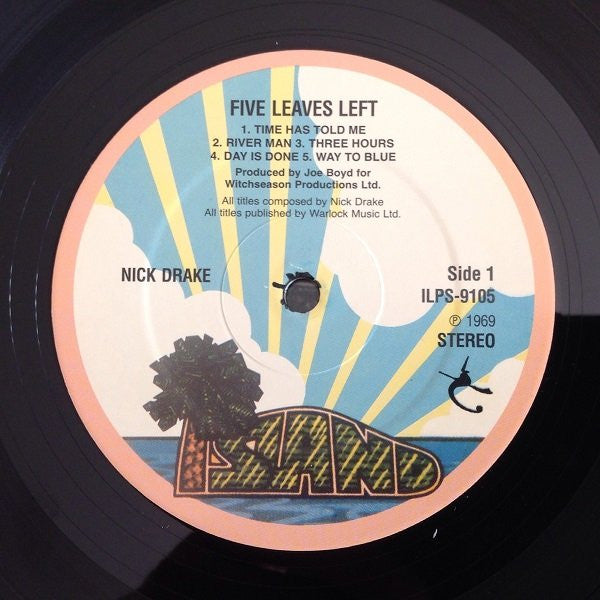 FIVE LEAVES LEFT
1. TIME HAS TOLD ME
2. RIVER MAN 3. THREE HOURS
4. DAY IS DONE 5. WAY TO BLUE
Produced by Joe Boyd for
Witchseason Productions Ltd.
All titles composed by Nick Drake
All titles published by Warlock Music Ltd.
NICK DRAKE
Side 1
ILPS-9105
℗ 1969
STEREO
ISLAND